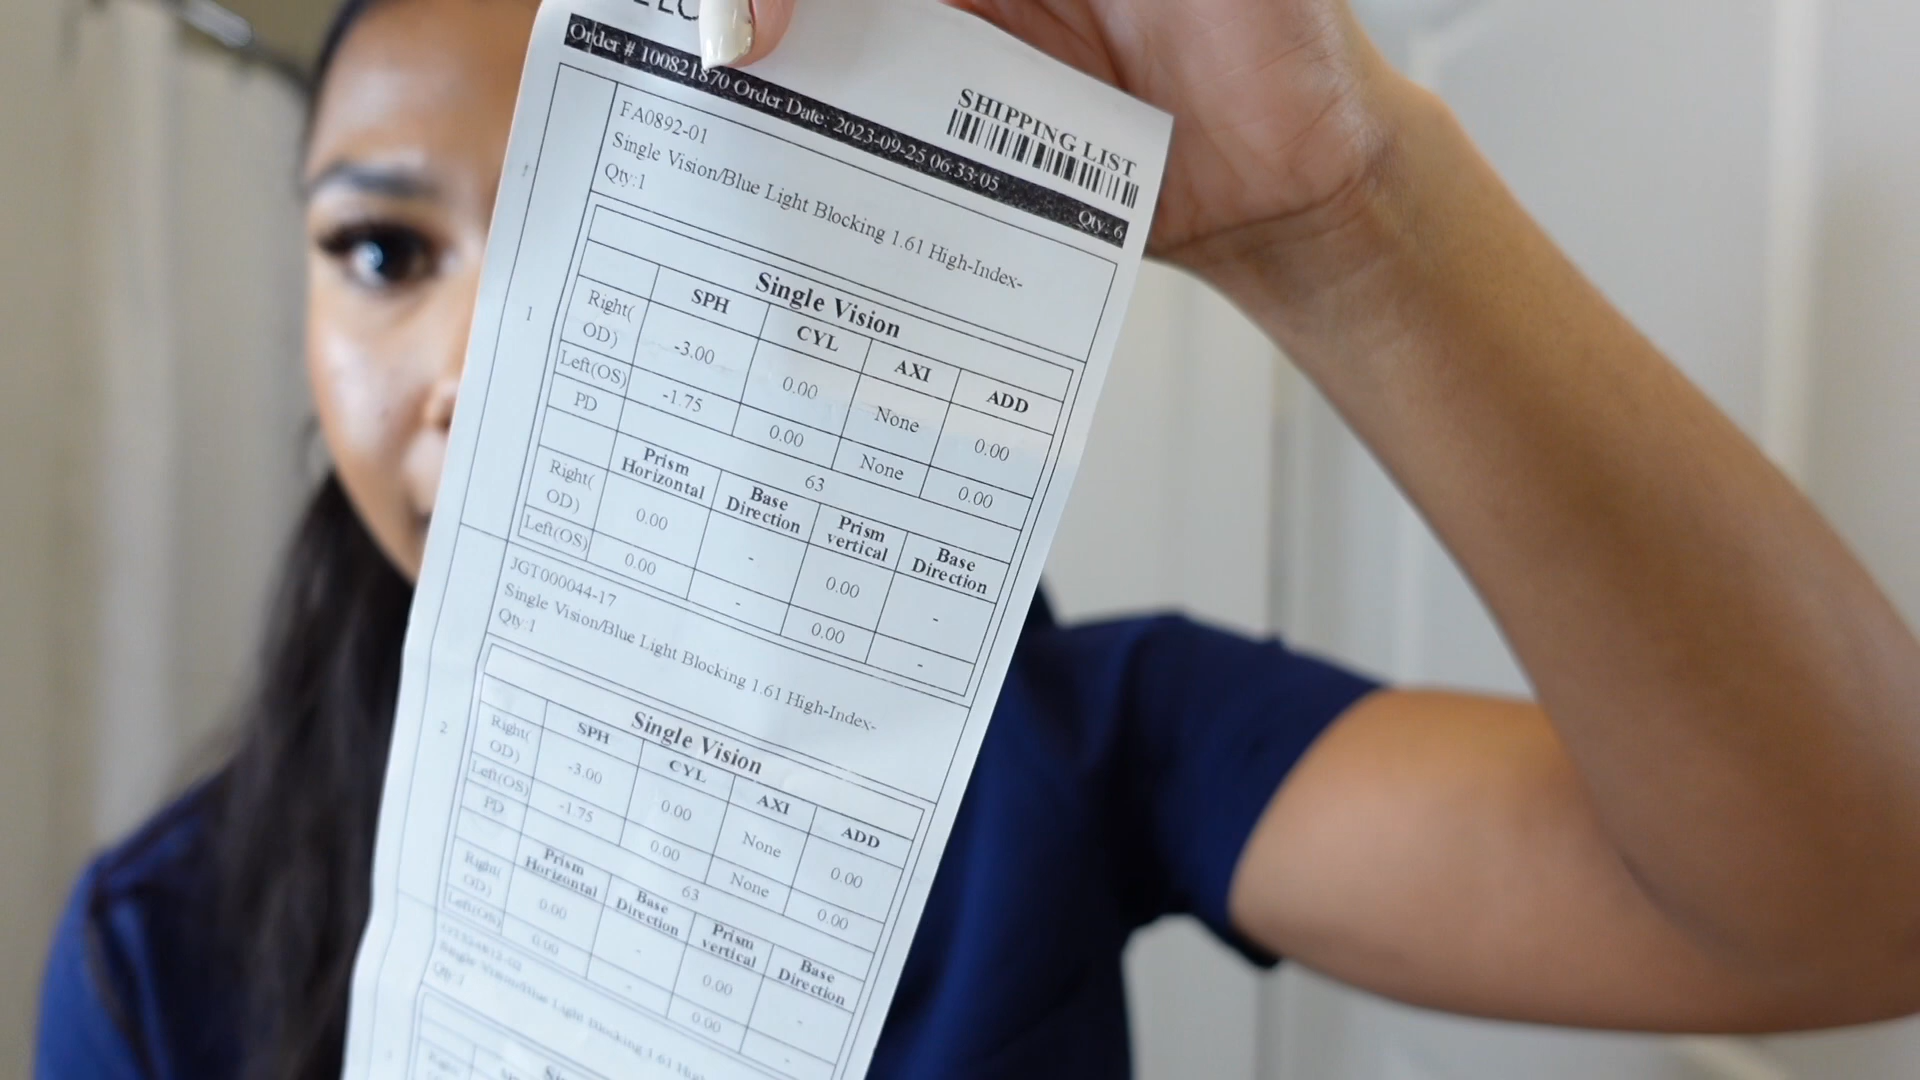 SHIPPING LIST
Order # 100821870 Order Date: 2023-09-25 06:33:05 Qty: 6
1
FA0892-01
Single Vision/Blue Light Blocking 1.61 High-Index-
Qty:1
Single Vision
SPH CYL AXI ADD
Right(OD) -3.00 0.00 None 0.00
Left(OS) -1.75 0.00 None 0.00
PD 63
Prism Horizontal Base Direction Prism vertical Base Direction
Right(OD) 0.00 - 0.00 -
Left(OS) 0.00 - 0.00 -
2
JGT000044-17
Single Vision/Blue Light Blocking 1.61 High-Index-
Qty:1
Single Vision
SPH CYL AXI ADD
Right(OD) -3.00 0.00 None 0.00
Left(OS) -1.75 0.00 None 0.00
PD 63
Prism Horizontal Base Direction Prism vertical Base Direction
Right(OD) 0.00 - 0.00 -
Left(OS) 0.00 - 0.00 -
Single Vision/Blue Light Blocking 1.61
Qty:1